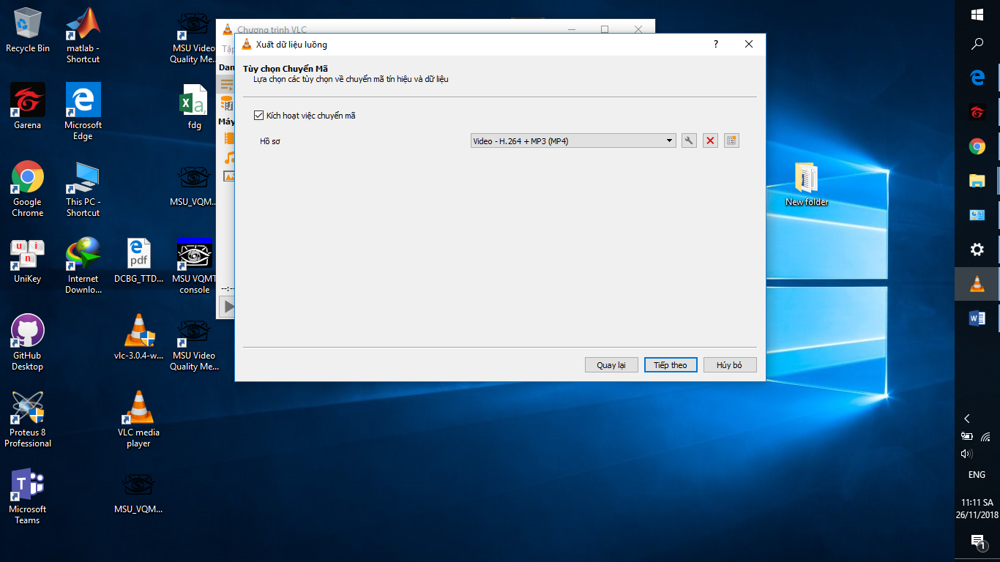 Recycle Bin
matlab -
Shortcut
MSU Video
Quality Me...
Garena
Microsoft
Edge
X
a,
fdg
Google
Chrome
This PC -
Shortcut
MSU_VQM...
u i
n
UniKey
Internet
Downlo...
pdf
DCBG_TTD...
MSU VQMT
console
GitHub
Desktop
vlc-3.0.4-w...
MSU Video
Quality Me...
Proteus 8
Professional
VLC media
player
T
Microsoft
Teams
MSU_VQM...
Chương trình VLC
Tập
Dan
Máy
--:--
Xuất dữ liệu luồng
?
Tùy chọn Chuyển Mã
Lựa chọn các tùy chọn về chuyển mã tín hiệu và dữ liệu
Kích hoạt việc chuyển mã
Hồ sơ
Video - H.264 + MP3 (MP4)
Quay lại
Tiếp theo
Hủy bỏ
New folder
ENG
11:11 SA
26/11/2018
1